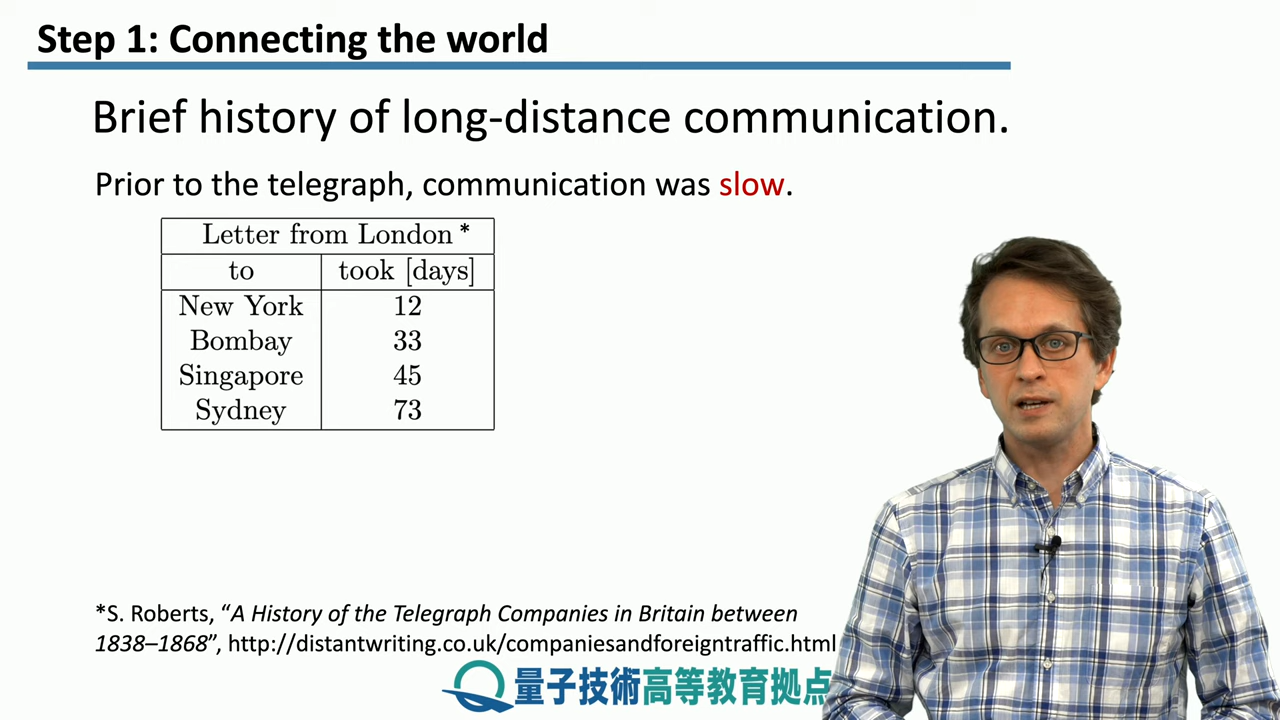 Step 1: Connecting the world
Brief history of long-distance communication.
Prior to the telegraph, communication was slow.
Letter from London *
to took [days]
New York 12
Bombay 33
Singapore 45
Sydney 73
*S. Roberts, “A History of the Telegraph Companies in Britain between
1838–1868”, http://distantwriting.co.uk/companiesandforeigntraffic.html
量子技術高等教育拠点